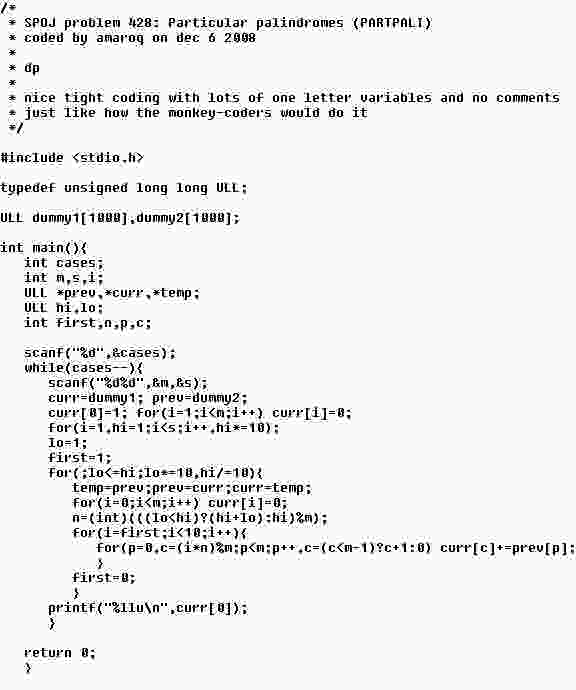 /*
 * SPOJ problem 428: Particular palindromes (PARTPALI)
 * coded by amaroq on dec 6 2008
 *
 * dp
 *
 * nice tight coding with lots of one letter variables and no comments
 * just like how the monkey-coders would do it
 */

#include <stdio.h>

typedef unsigned long long ULL;

ULL dummy1[1000],dummy2[1000];

int main(){
   int cases;
   int m,s,i;
   ULL *prev,*curr,*temp;
   ULL hi,lo;
   int first,n,p,c;

   scanf("%d",&cases);
   while(cases--){
      scanf("%d%d",&m,&s);
      curr=dummy1; prev=dummy2;
      curr[0]=1; for(i=1;i<m;i++) curr[i]=0;
      for(i=1,hi=1;i<s;i++,hi*=10);
      lo=1;
      first=1;
      for(;lo<=hi;lo*=10,hi/=10){
         temp=prev;prev=curr;curr=temp;
         for(i=0;i<m;i++) curr[i]=0;
         n=(int)(((lo<hi)?(hi+lo):hi)%m);
         for(i=first;i<10;i++){
            for(p=0,c=(i*n)%m;p<m;p++,c=(c<m-1)?c+1:0) curr[c]+=prev[p];
            }
         first=0;
         }
      printf("%llu\n",curr[0]);
      }

   return 0;
   }